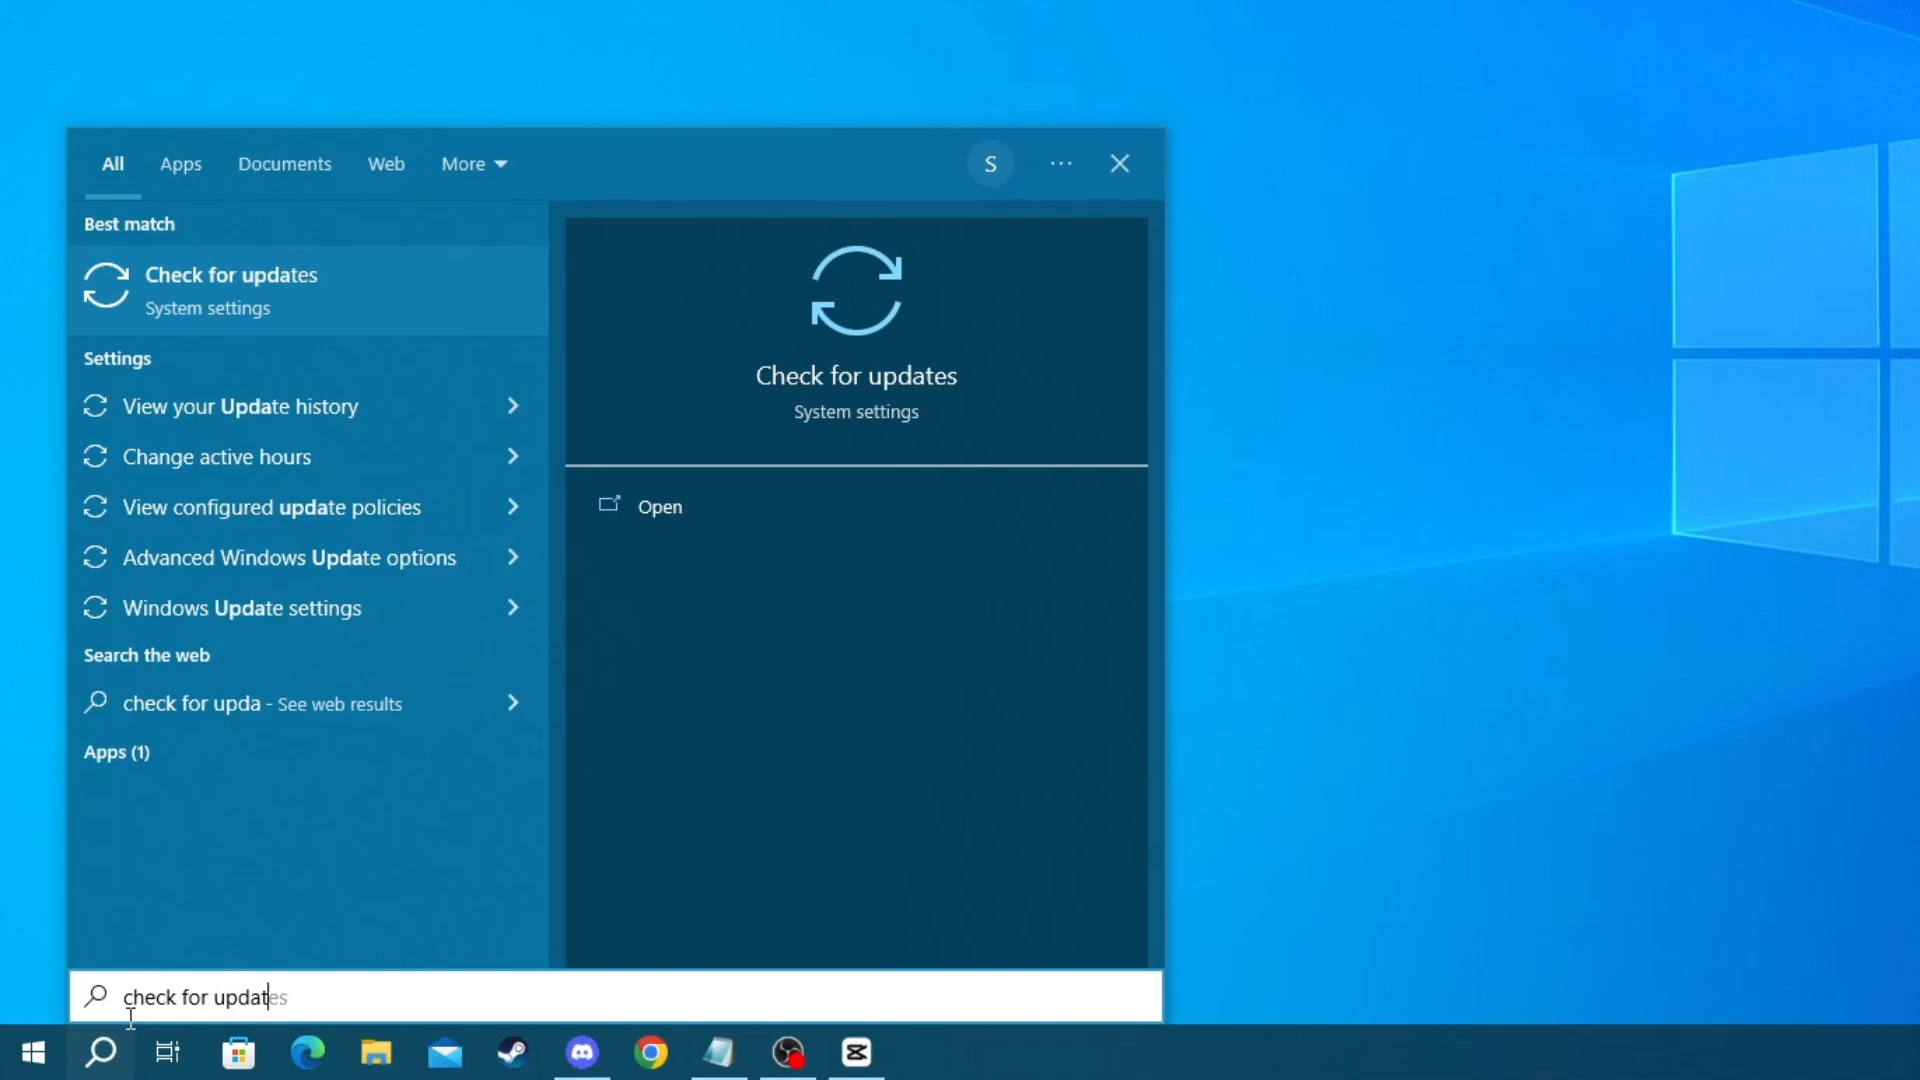 All Apps Documents Web More S
Best match
Check for updates
System settings
Settings
View your Update history
Change active hours
View configured update policies
Advanced Windows Update options
Windows Update settings
Search the web
check for upda - See web results
Apps (1)
Check for updates
System settings
Open
check for updates